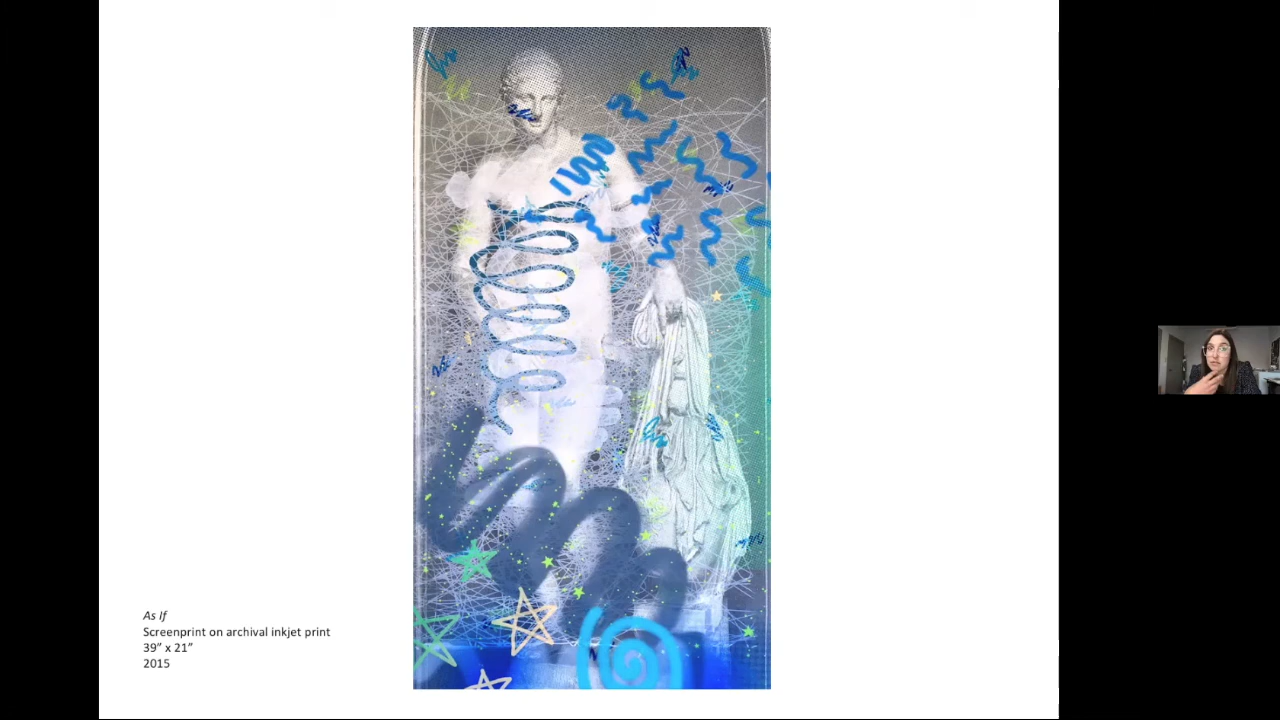 As If
Screenprint on archival inkjet print
39” x 21”
2015